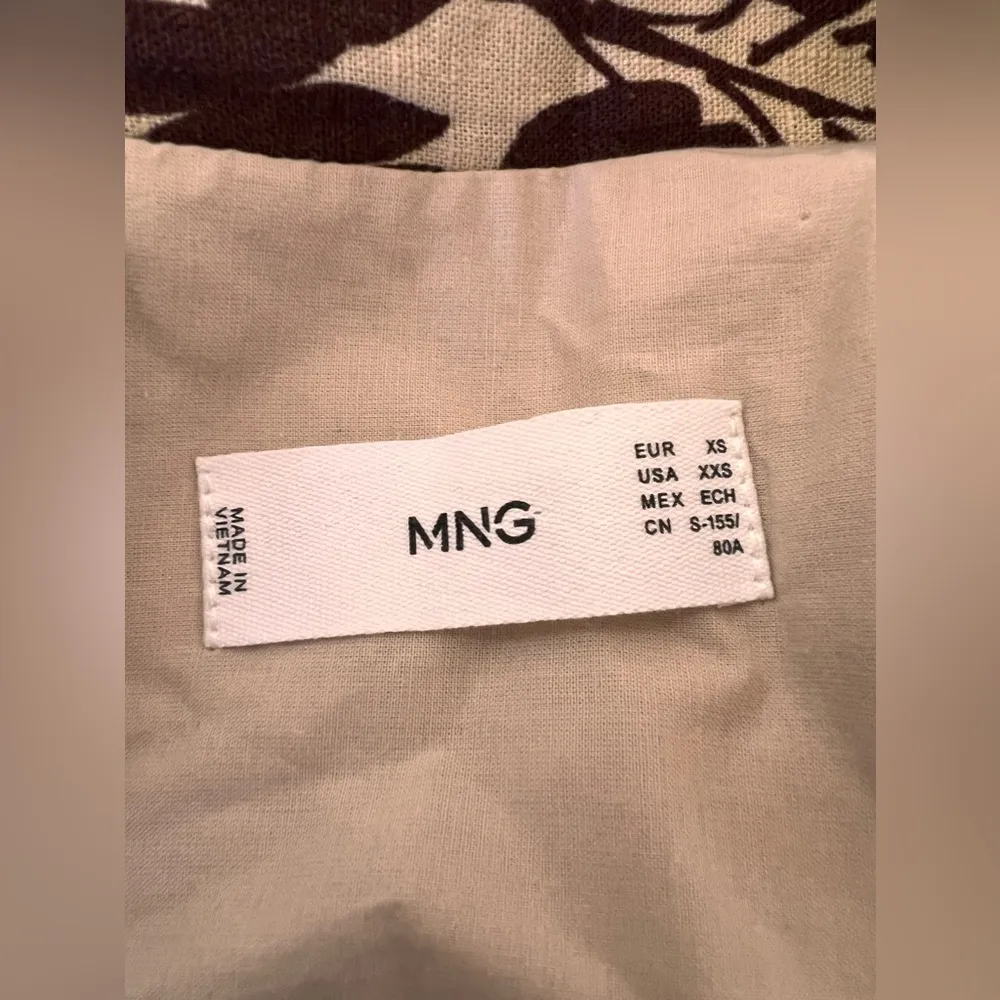 MADE IN
VIETNAM
MNG
EUR XS
USA XXS
MEX ECH
CN S-155/
80A